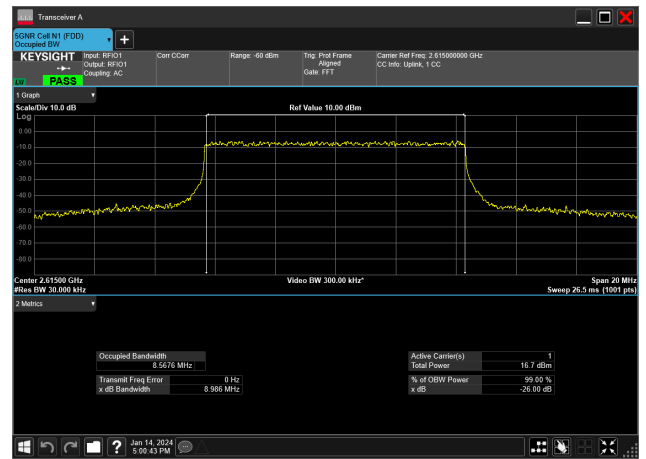 Transceiver A
5GNR Cell N1 (FDD)
Occupied BW
KEYSIGHT
LW PASS
Input: RFIO1
Output: RFIO1
Coupling: AC
Corr CCorr
Range: -60 dBm
Trig: Prot Frame
Aligned
Gate: FFT
Carrier Ref Freq: 2.615000000 GHz
CC Info: Uplink, 1 CC
1 Graph
Scale/Div 10.0 dB
Ref Value 10.00 dBm
Log
0.00
-10.0
-20.0
-30.0
-40.0
-50.0
-60.0
-70.0
-80.0
Center 2.61500 GHz
#Res BW 30.000 kHz
Video BW 300.00 kHz*
Span 20 MHz
Sweep 26.5 ms (1001 pts)
2 Metrics
Occupied Bandwidth
8.5676 MHz
Transmit Freq Error 0 Hz
x dB Bandwidth 8.986 MHz
Active Carrier(s) 1
Total Power 16.7 dBm
% of OBW Power 99.00 %
x dB -26.00 dB
?
Jan 14, 2024
5:00:43 PM